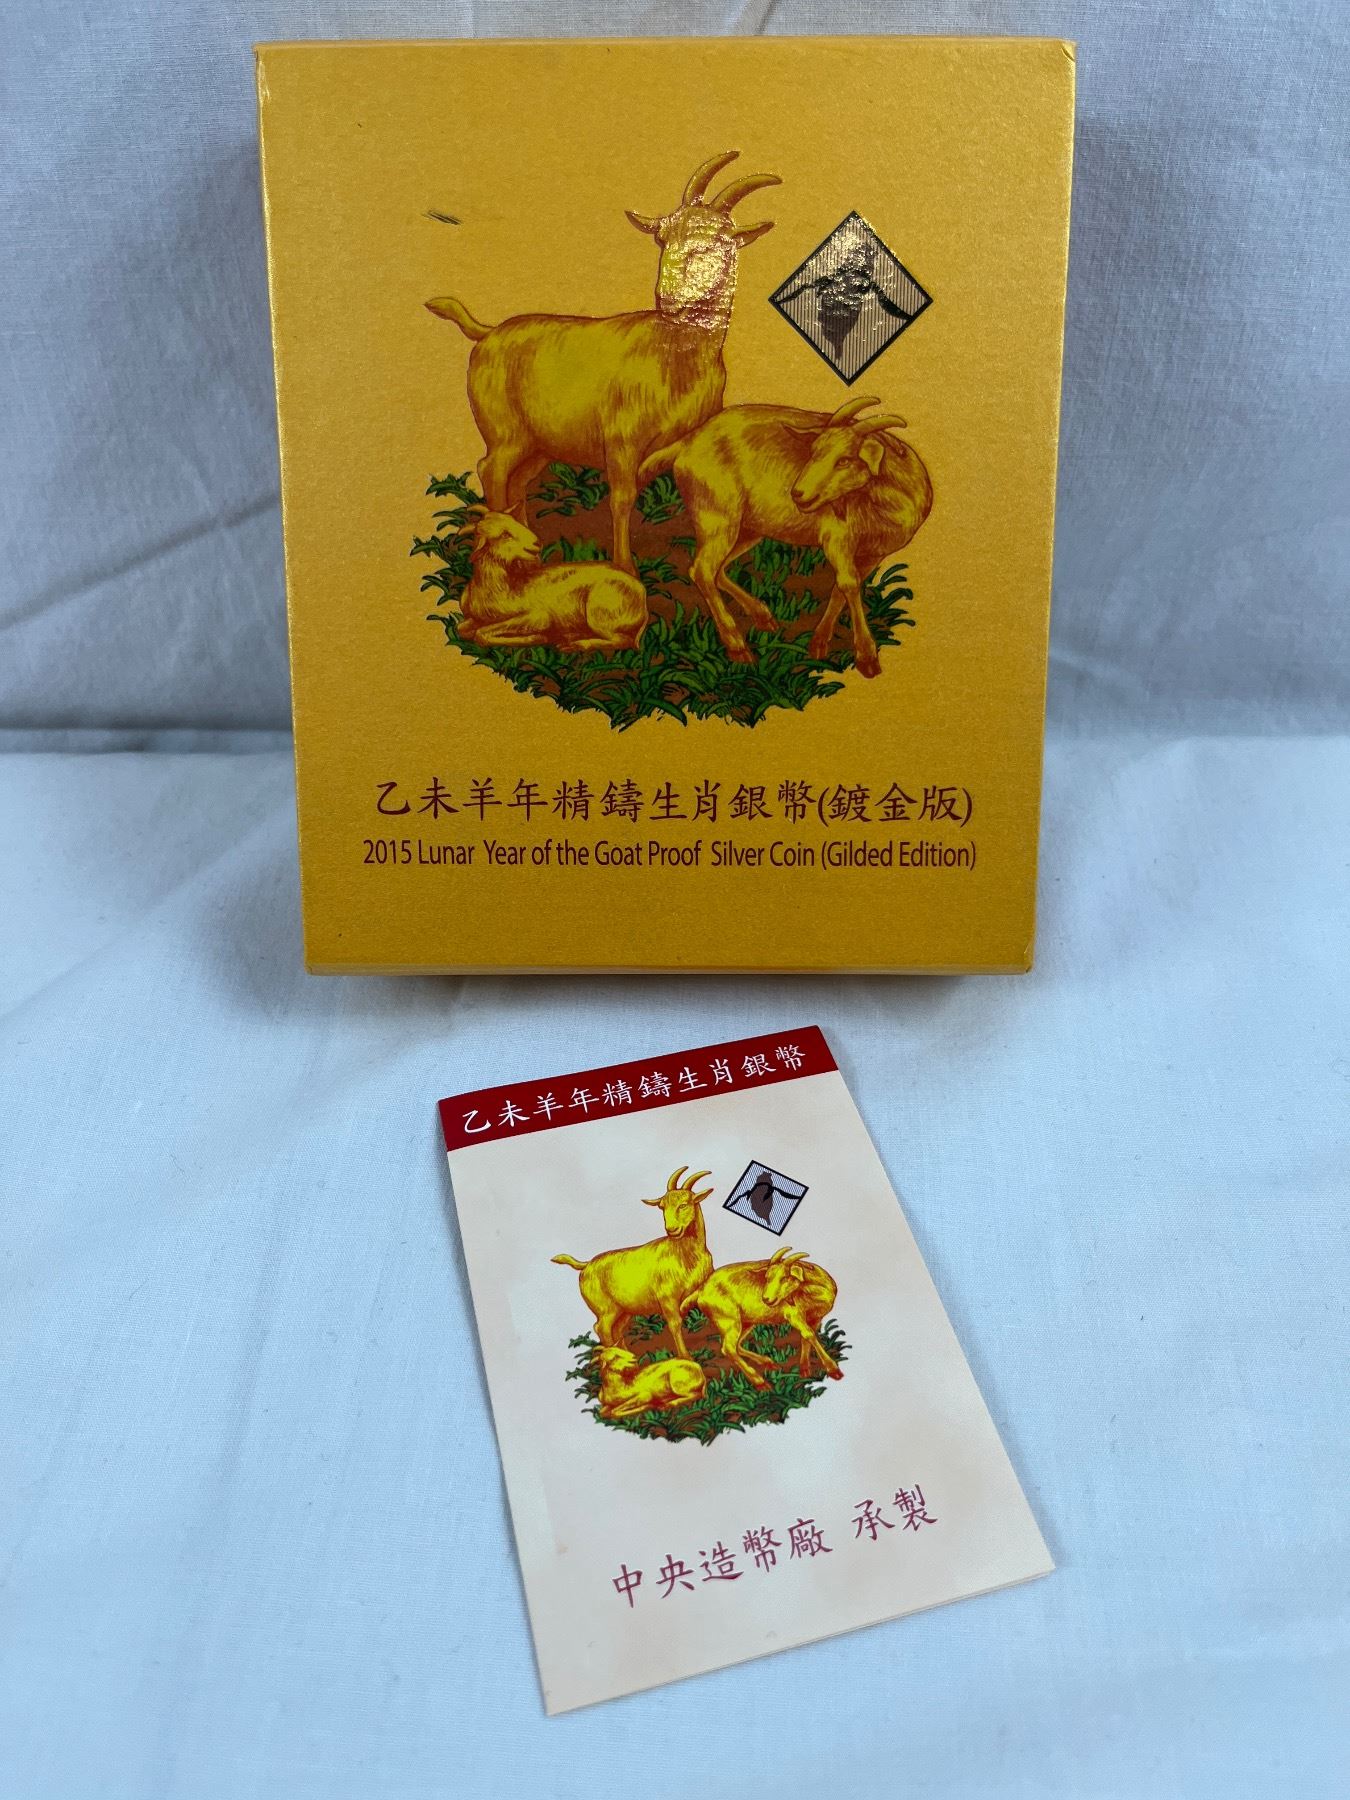 乙未羊年精鑄生肖銀幣(鍍金版)
2015 Lunar Year of the Goat Proof Silver Coin (Gilded Edition)
乙未羊年精鑄生肖銀幣
中央造幣廠 承製